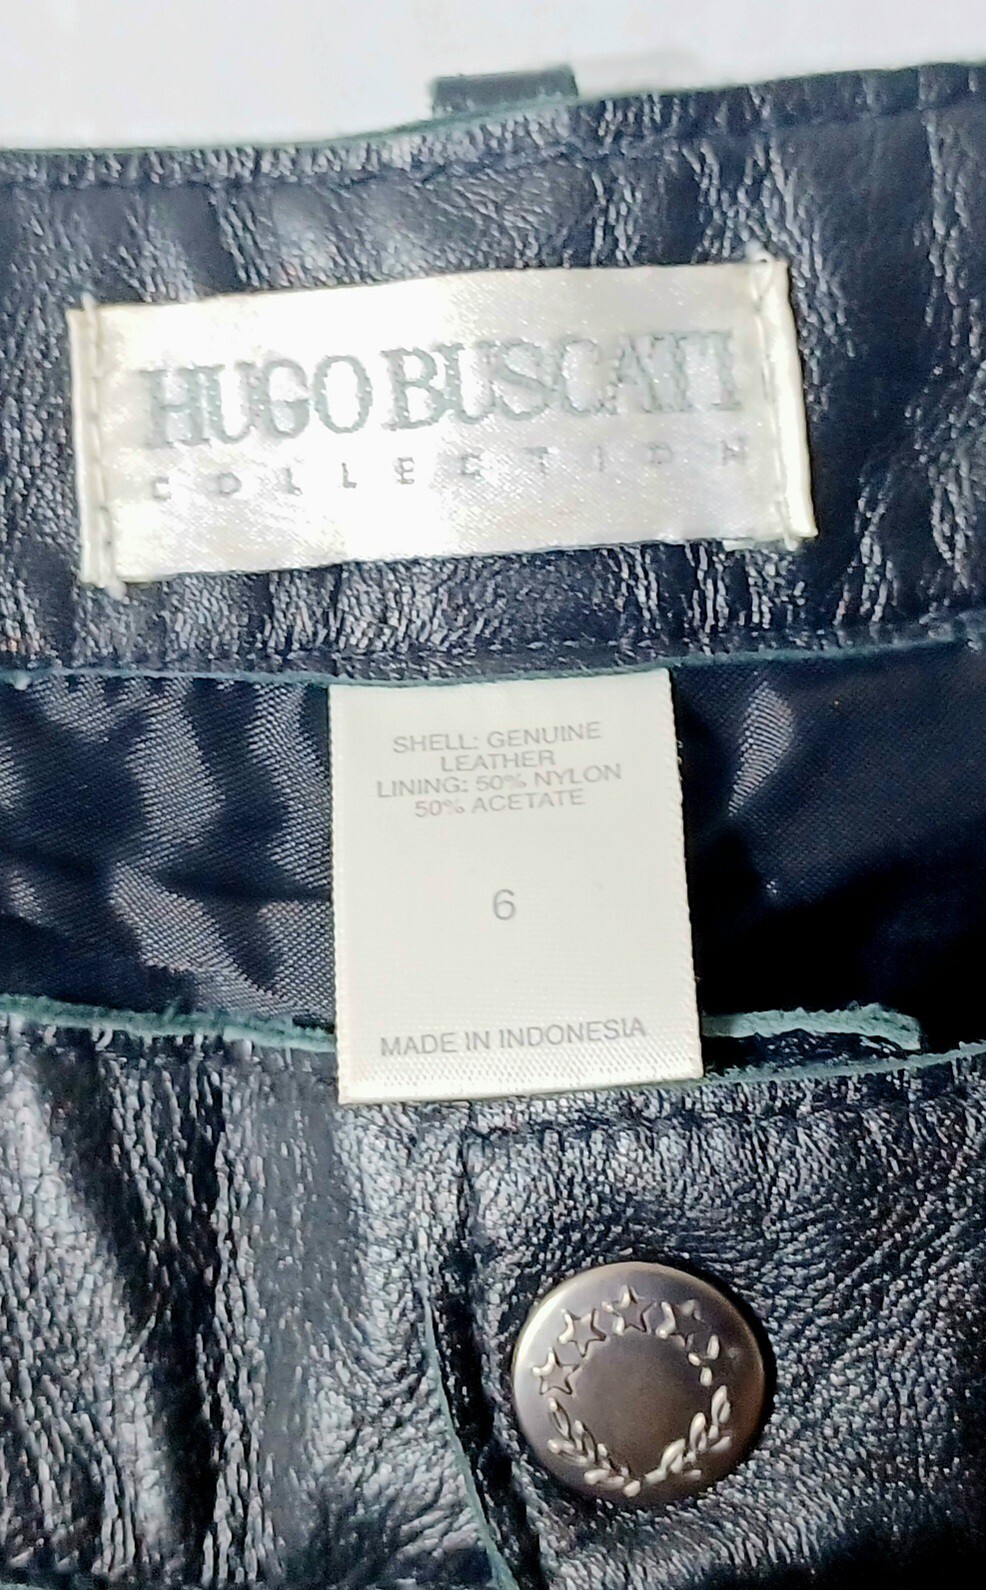 HUGO BUSCATI
COLLECTION
SHELL: GENUINE
LEATHER
LINING: 50% NYLON
50% ACETATE
6
MADE IN INDONESIA